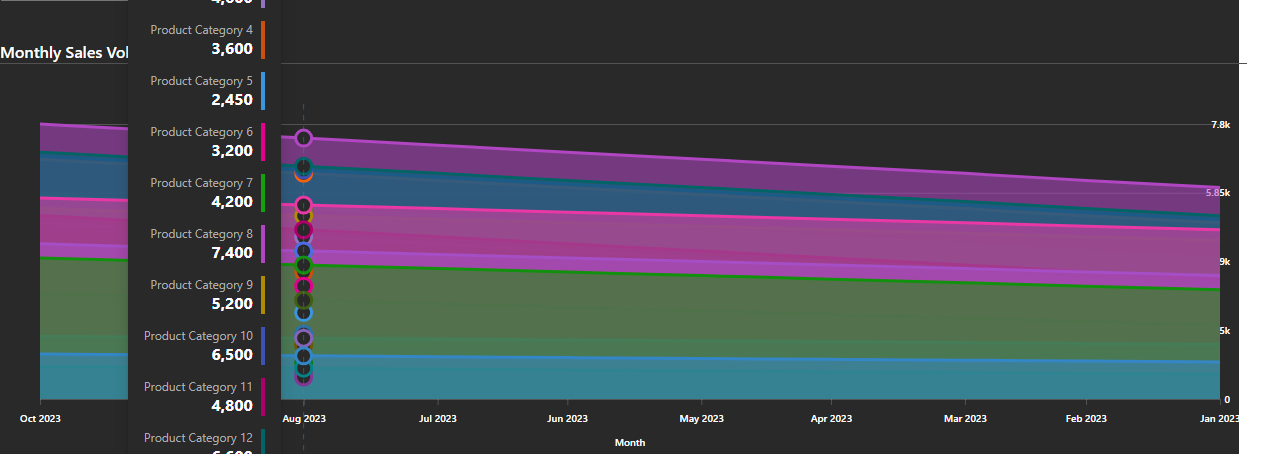 Product Category 4
3,600
Monthly Sales Vol
Product Category 5
2,450
Product Category 6
3,200
7.8k
Product Category 7
4,200
5.85k
Product Category 8
7,400
9k
Product Category 9
5,200
5k
Product Category 10
6,500
Product Category 11
4,800
0
Oct 2023 Aug 2023 Jul 2023 Jun 2023 May 2023 Apr 2023 Mar 2023 Feb 2023 Jan 2023
Product Category 12
Month